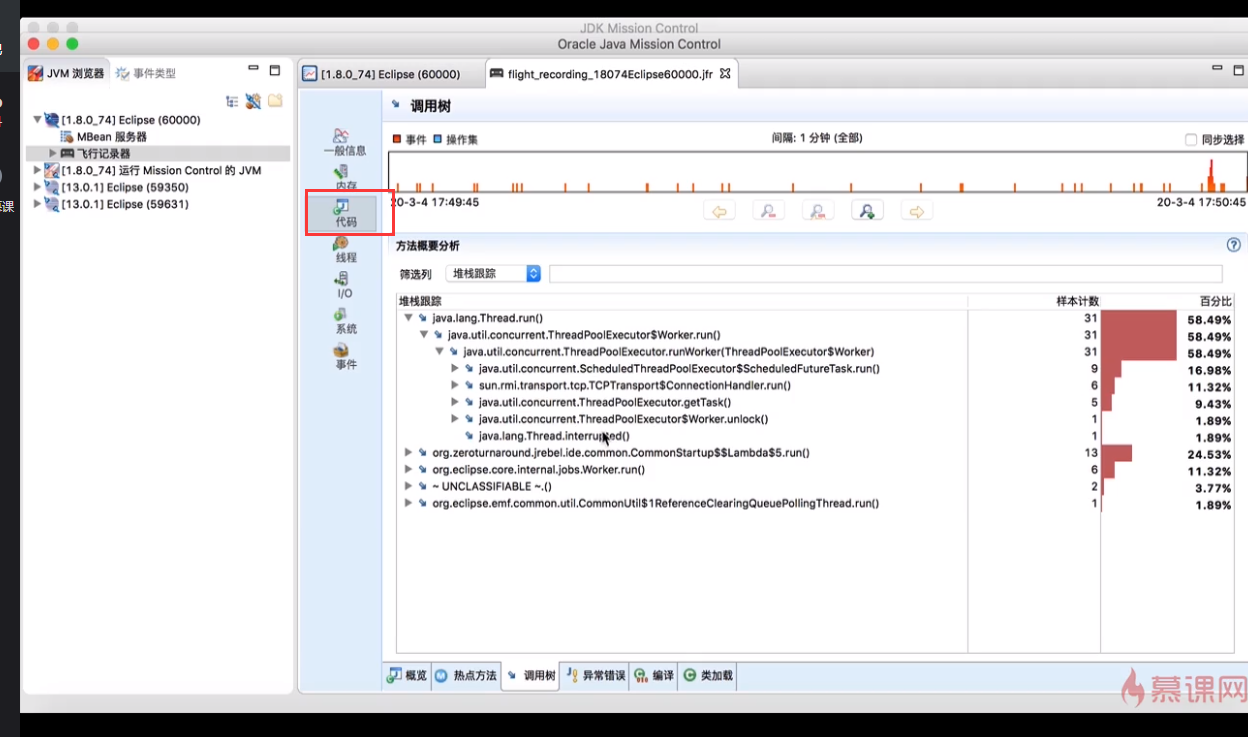 JDK Mission Control
Oracle Java Mission Control
JVM 浏览器
事件类型
[1.8.0_74] Eclipse (60000)
MBean 服务器
飞行记录器
[1.8.0_74] 运行 Mission Control 的 JVM
[13.0.1] Eclipse (59350)
[13.0.1] Eclipse (59631)
[1.8.0_74] Eclipse (60000)
flight_recording_18074Eclipse60000.jfr
一般信息
内存
代码
线程
I/O
系统
事件
调用树
事件 操作集
间隔: 1 分钟 (全部)
同步选择
20-3-4 17:49:45
20-3-4 17:50:45
方法概要分析
筛选列 堆栈跟踪
堆栈跟踪 样本计数 百分比
java.lang.Thread.run() 31 58.49%
java.util.concurrent.ThreadPoolExecutor$Worker.run() 31 58.49%
java.util.concurrent.ThreadPoolExecutor.runWorker(ThreadPoolExecutor$Worker) 31 58.49%
java.util.concurrent.ScheduledThreadPoolExecutor$ScheduledFutureTask.run() 9 16.98%
sun.rmi.transport.tcp.TCPTransport$ConnectionHandler.run() 6 11.32%
java.util.concurrent.ThreadPoolExecutor.getTask() 5 9.43%
java.util.concurrent.ThreadPoolExecutor$Worker.unlock() 1 1.89%
java.lang.Thread.interrupted() 1 1.89%
org.zeroturnaround.jrebel.ide.common.CommonStartup$$Lambda$5.run() 13 24.53%
org.eclipse.core.internal.jobs.Worker.run() 6 11.32%
~ UNCLASSIFIABLE ~.() 2 3.77%
org.eclipse.emf.common.util.CommonUtil$1ReferenceClearingQueuePollingThread.run() 1 1.89%
概览 热点方法 调用树 异常错误 编译 类加载
慕课网